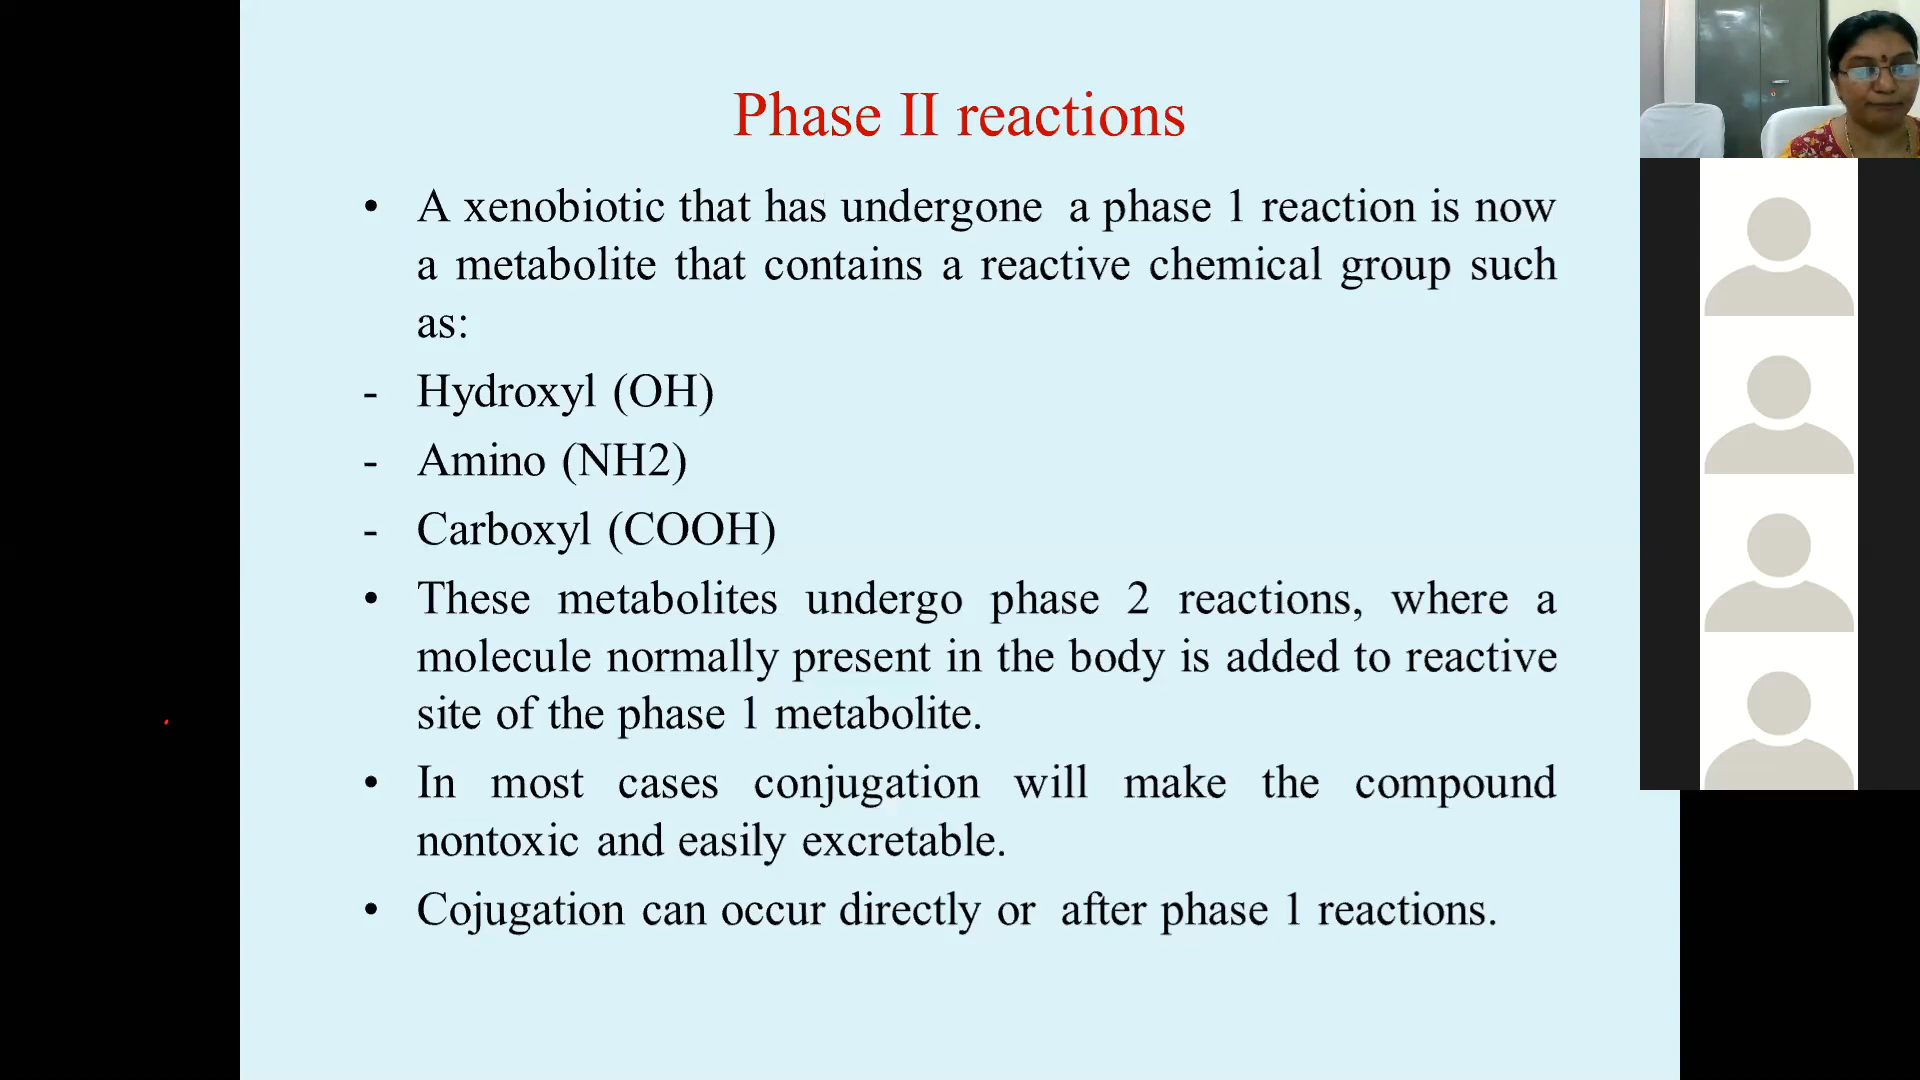 Phase II reactions
• A xenobiotic that has undergone a phase 1 reaction is now
a metabolite that contains a reactive chemical group such
as:
- Hydroxyl (OH)
- Amino (NH2)
- Carboxyl (COOH)
• These metabolites undergo phase 2 reactions, where a
molecule normally present in the body is added to reactive
site of the phase 1 metabolite.
• In most cases conjugation will make the compound
nontoxic and easily excretable.
• Cojugation can occur directly or after phase 1 reactions.